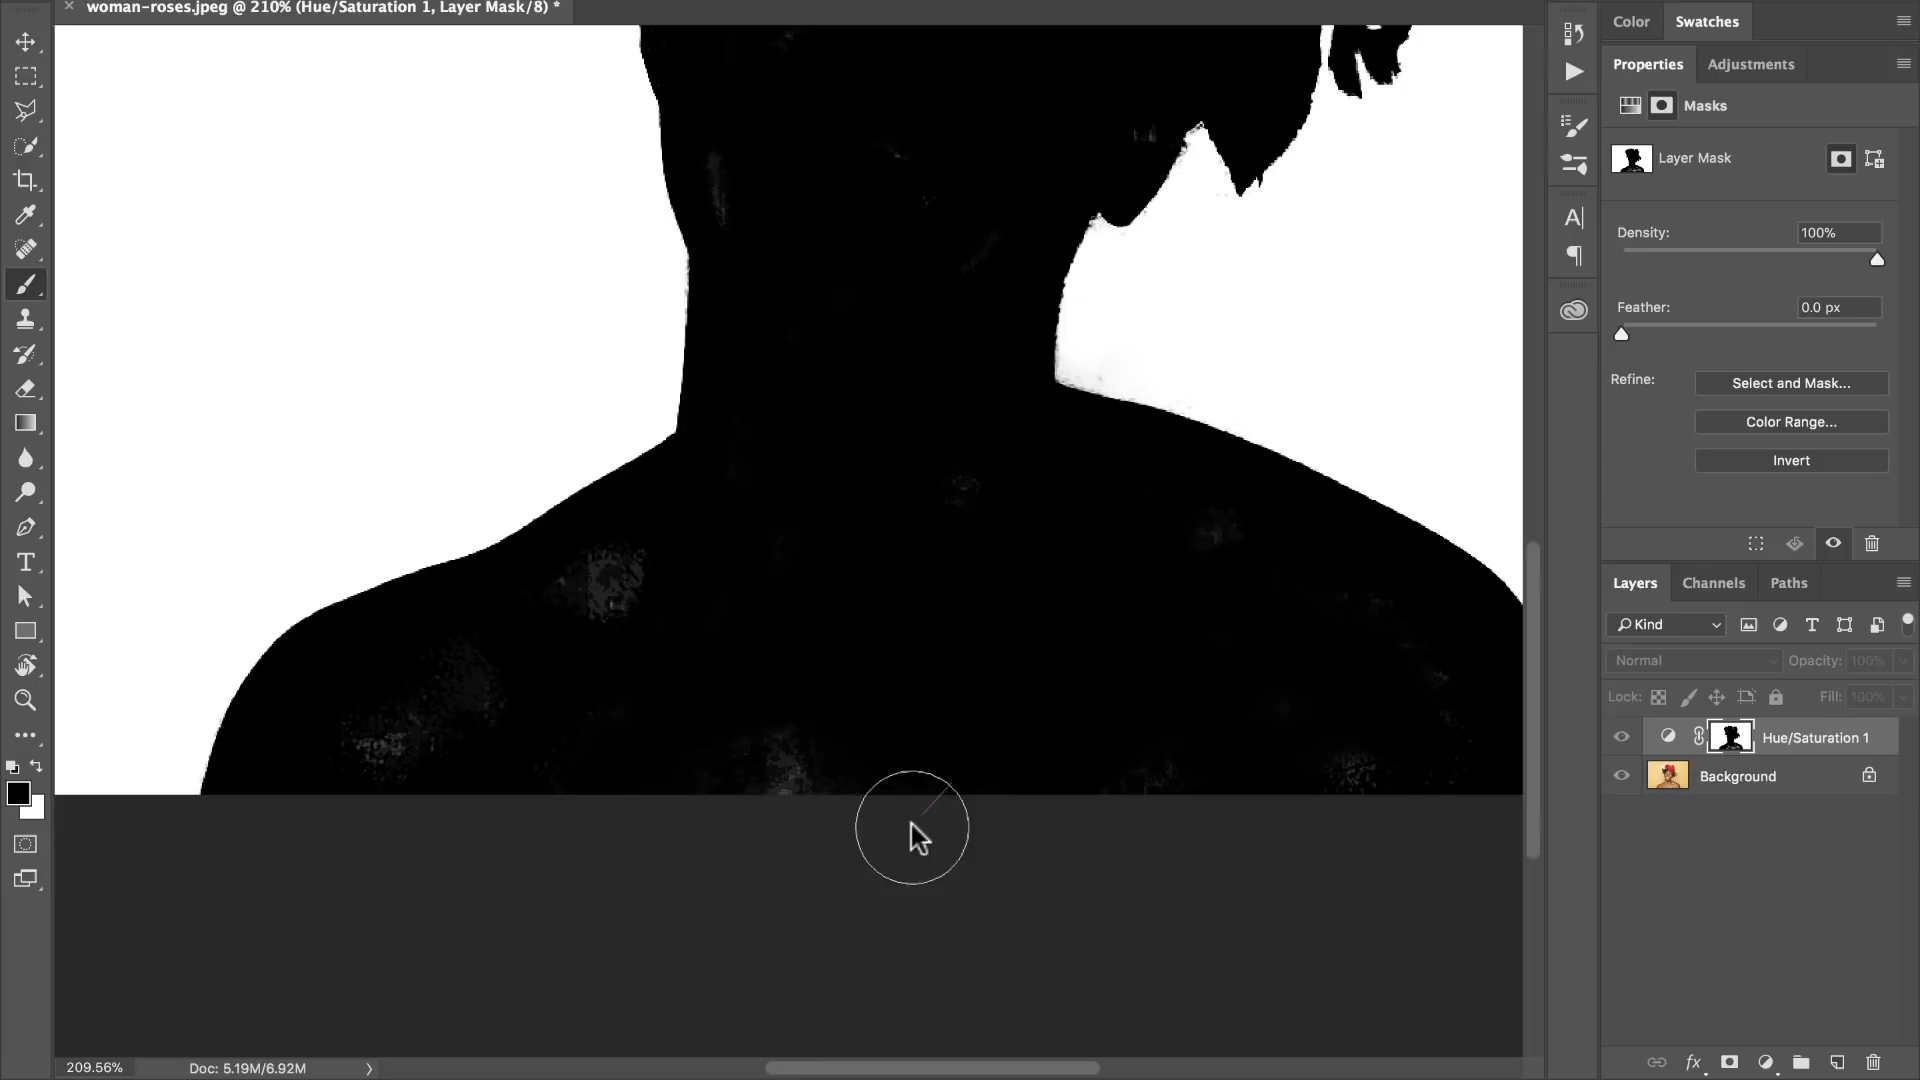 × woman-roses.jpeg @ 210% (Hue/Saturation 1, Layer Mask/8) *
Color Swatches
Properties Adjustments
Masks
Layer Mask
Density: 100%
Feather: 0.0 px
Refine: Select and Mask...
Color Range...
Invert
Layers Channels Paths
Kind
Normal Opacity: 100%
Lock: Fill: 100%
Hue/Saturation 1
Background
fx
209.56% Doc: 5.19M/6.92M